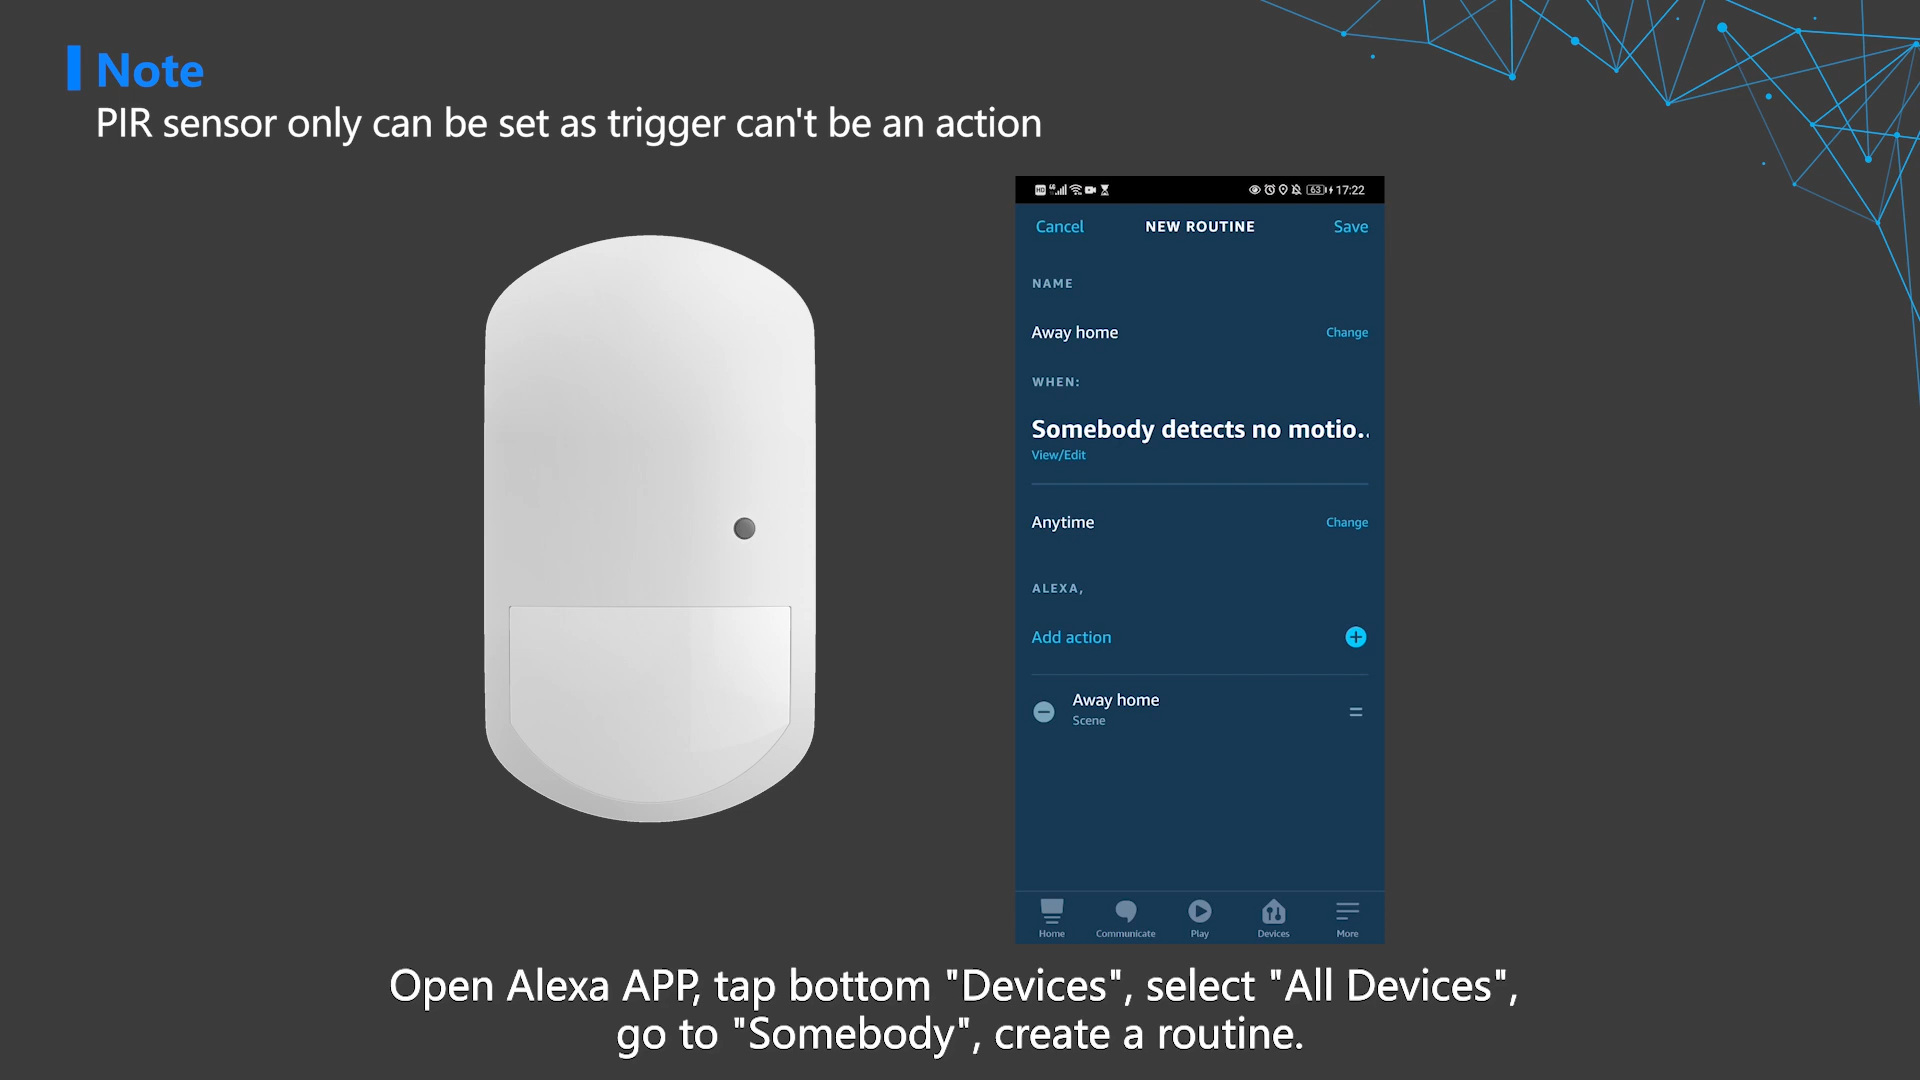 Note
PIR sensor only can be set as trigger can't be an action
HD 4G 63 17:22
Cancel NEW ROUTINE Save
NAME
Away home Change
WHEN:
Somebody detects no motio..
View/Edit
Anytime Change
ALEXA,
Add action
Away home
Scene
Home Communicate Play Devices More
Open Alexa APP, tap bottom "Devices", select "All Devices",
go to "Somebody", create a routine.